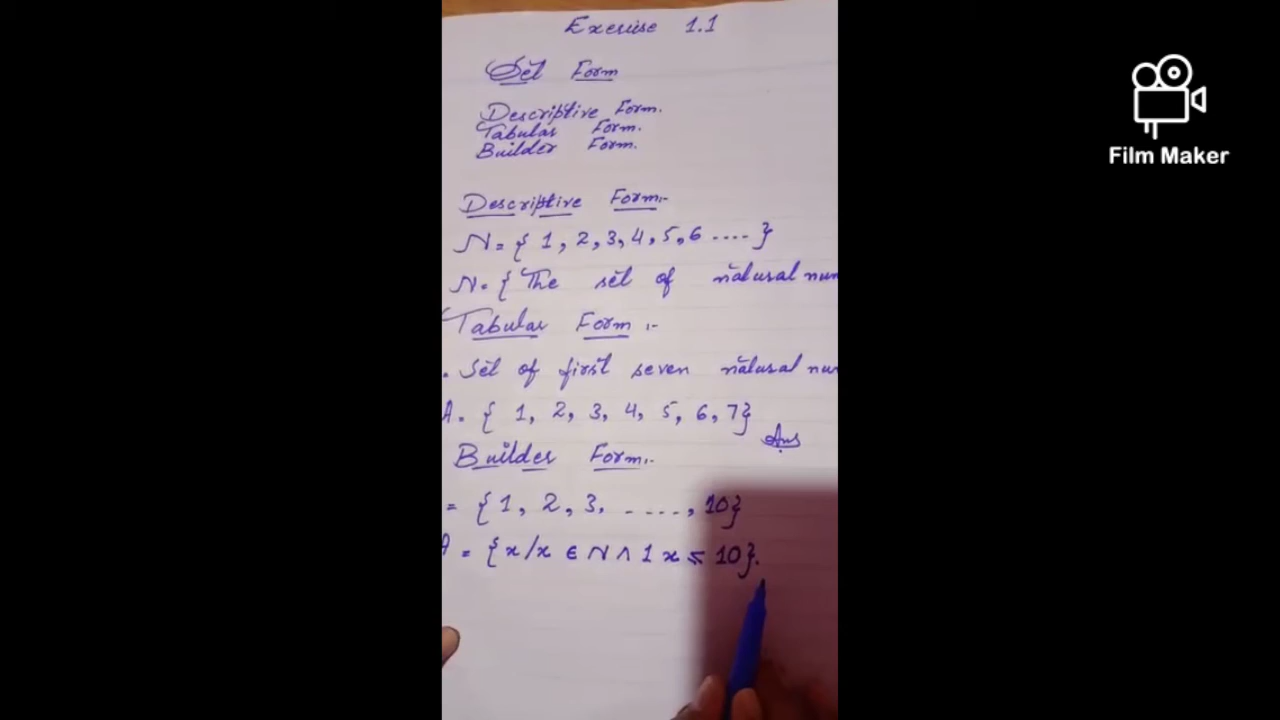 Exercise 1.1
Set Form
Descriptive Form.
Tabular Form.
Builder Form.
Descriptive Form:-
N = { 1, 2, 3, 4, 5, 6 .... }
N = { The set of natural num
Tabular Form :-
. Set of first seven natural num
A = { 1, 2, 3, 4, 5, 6, 7}
Ans
Builder Form:-
= { 1, 2, 3, ....., 10}
A = {x/x ∈ N ∧ 1 x ≤ 10}.
Film Maker